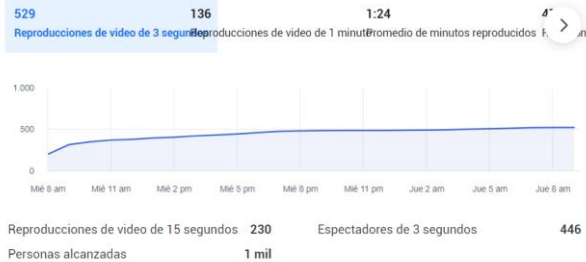 529 136 1:24
Reproducciones de video de 3 segundos Reproducciones de video de 1 minuto Promedio de minutos reproducidos
1.000
500
0
Mié 8 am Mié 11 am Mié 2 pm Mié 5 pm Mié 8 pm Mié 11 pm Jue 2 am Jue 5 am Jue 8 am
Reproducciones de video de 15 segundos 230 Espectadores de 3 segundos 446
Personas alcanzadas 1 mil